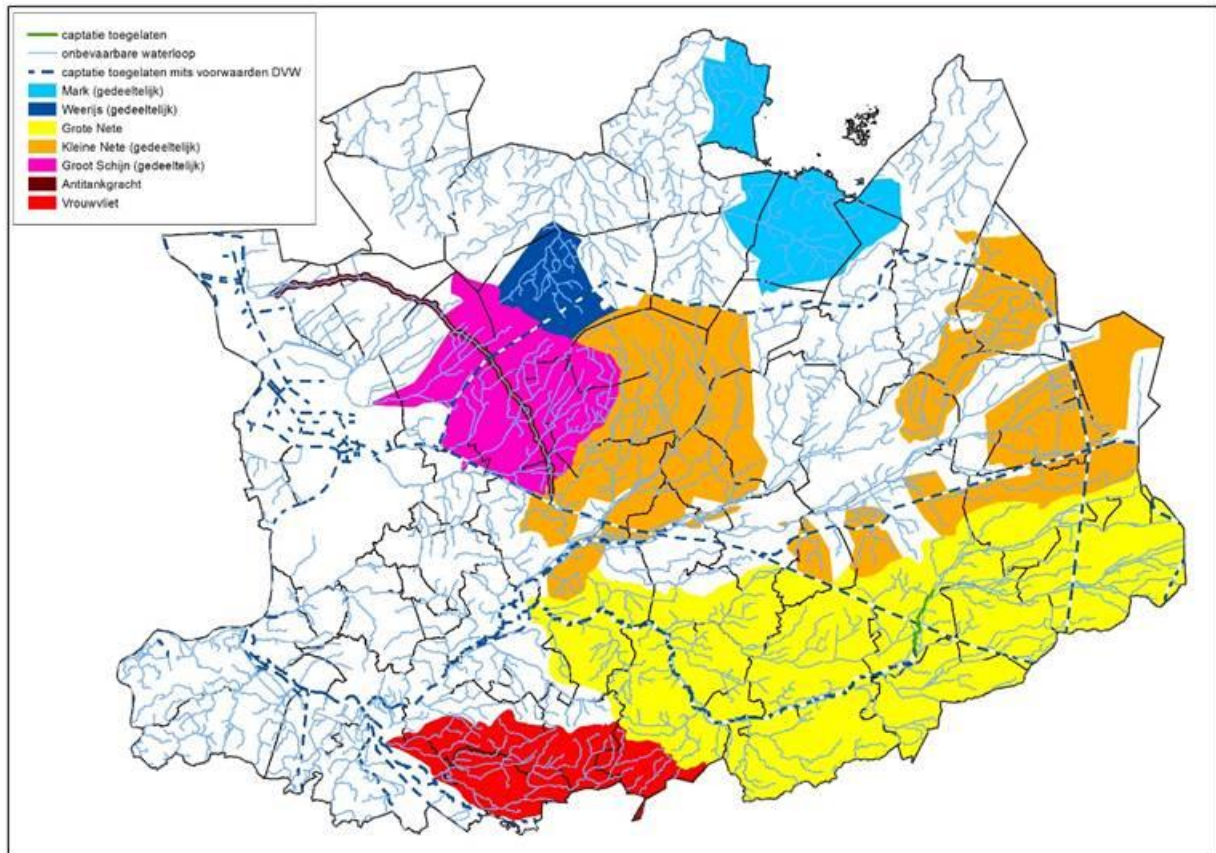 captatie toegelaten
onbevaarbare waterloop
captatie toegelaten mits voorwaarden DVW
Mark (gedeeltelijk)
Weerijs (gedeeltelijk)
Grote Nete
Kleine Nete (gedeeltelijk)
Groot Schijn (gedeeltelijk)
Antitankgracht
Vrouwvliet